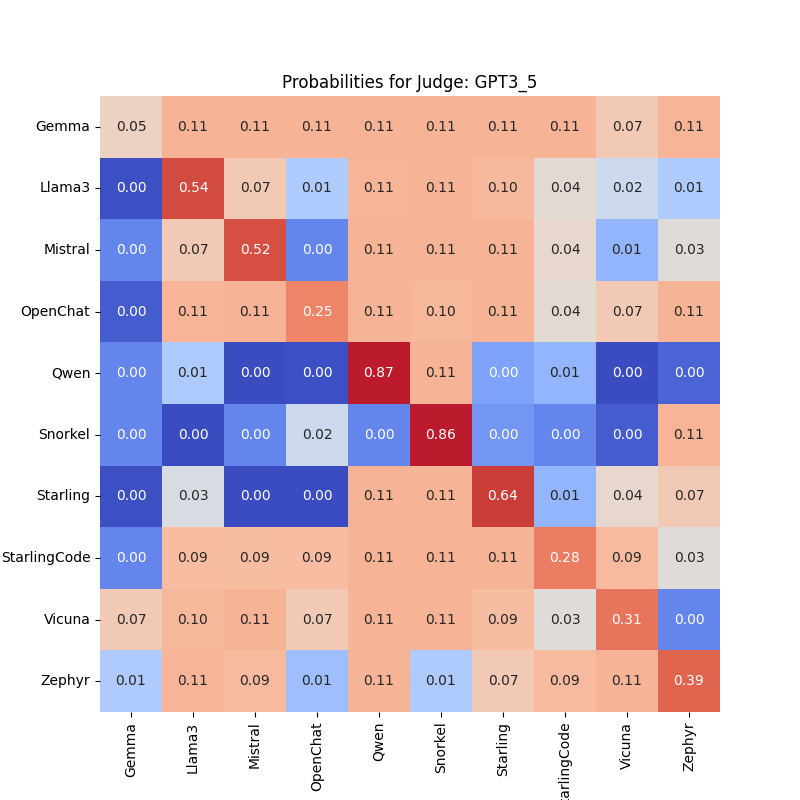 Probabilities for Judge: GPT3_5
Gemma 0.05 0.11 0.11 0.11 0.11 0.11 0.11 0.11 0.07 0.11
Llama3 0.00 0.54 0.07 0.01 0.11 0.11 0.10 0.04 0.02 0.01
Mistral 0.00 0.07 0.52 0.00 0.11 0.11 0.11 0.04 0.01 0.03
OpenChat 0.00 0.11 0.11 0.25 0.11 0.10 0.11 0.04 0.07 0.11
Qwen 0.00 0.01 0.00 0.00 0.87 0.11 0.00 0.01 0.00 0.00
Snorkel 0.00 0.00 0.00 0.02 0.00 0.86 0.00 0.00 0.00 0.11
Starling 0.00 0.03 0.00 0.00 0.11 0.11 0.64 0.01 0.04 0.07
StarlingCode 0.00 0.09 0.09 0.09 0.11 0.11 0.11 0.28 0.09 0.03
Vicuna 0.07 0.10 0.11 0.07 0.11 0.11 0.09 0.03 0.31 0.00
Zephyr 0.01 0.11 0.09 0.01 0.11 0.01 0.07 0.09 0.11 0.39
Gemma Llama3 Mistral OpenChat Qwen Snorkel Starling arlingCode Vicuna Zephyr